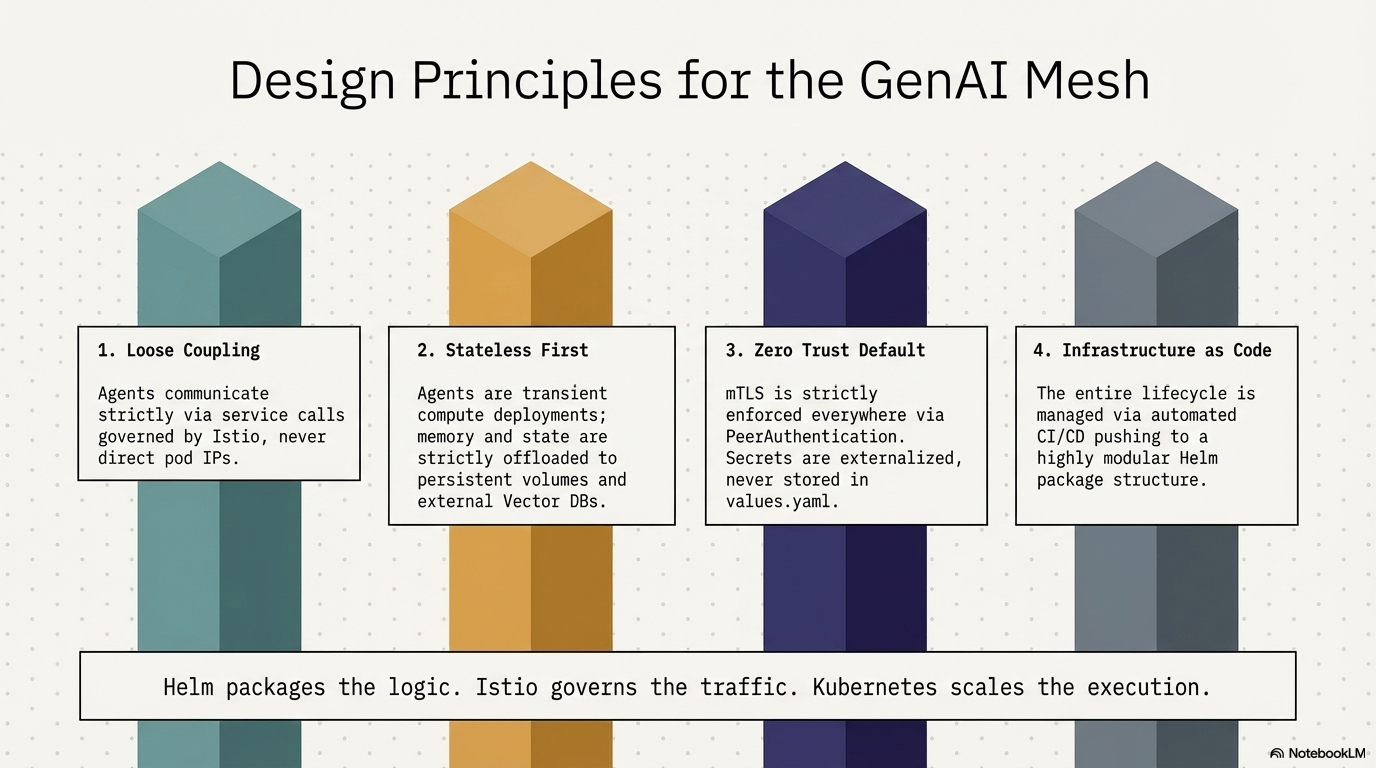 Design Principles for the GenAI Mesh
1. Loose Coupling
Agents communicate
strictly via service calls
governed by Istio, never
direct pod IPs.
2. Stateless First
Agents are transient
compute deployments;
memory and state are
strictly offloaded to
persistent volumes and
external Vector DBs.
3. Zero Trust Default
mTLS is strictly
enforced everywhere via
PeerAuthentication.
Secrets are externalized,
never stored in
values.yaml.
4. Infrastructure as Code
The entire lifecycle is
managed via automated
CI/CD pushing to a
highly modular Helm
package structure.
Helm packages the logic. Istio governs the traffic. Kubernetes scales the execution.
NotebookLM